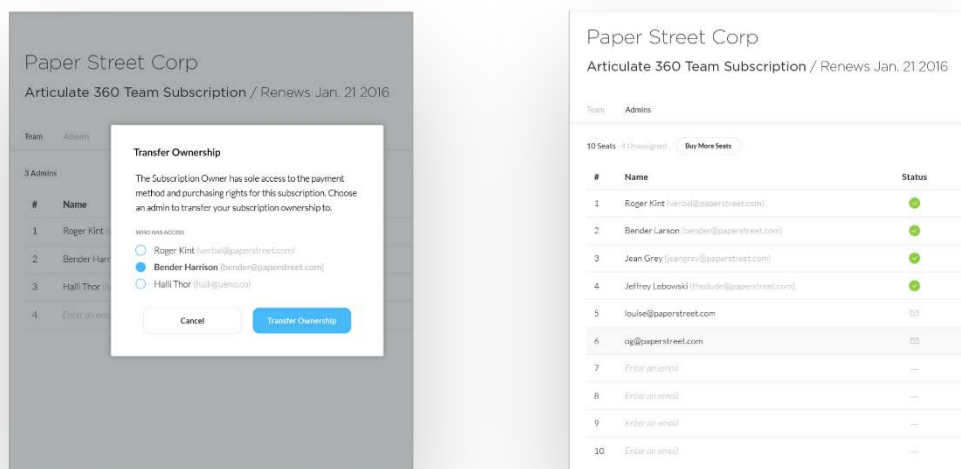 Paper Street Corp
Articulate 360 Team Subscription / Renews Jan. 21 2016
Team Admins
3 Admins
# Name
1 Roger Kint
2 Bender Harr
3 Halli Thor
4 Enter an ema
Transfer Ownership
The Subscription Owner has sole access to the payment
method and purchasing rights for this subscription. Choose
an admin to transfer your subscription ownership to.
WHO HAS ACCESS
Roger Kint (verbal@paperstreet.com)
Bender Harrison (bender@paperstreet.com)
Halli Thor (halli@ueno.co)
Cancel Transfer Ownership
Paper Street Corp
Articulate 360 Team Subscription / Renews Jan. 21 2016
Team Admins
10 Seats - 4 Unassigned Buy More Seats
# Name Status
1 Roger Kint (verbal@paperstreet.com)
2 Bender Larson (bender@paperstreet.com)
3 Jean Grey (jeangrey@paperstreet.com)
4 Jeffrey Lebowski (thedude@paperstreet.com)
5 louise@paperstreet.com
6 og@paperstreet.com
7 Enter an email —
8 Enter an email —
9 Enter an email —
10 Enter an email —